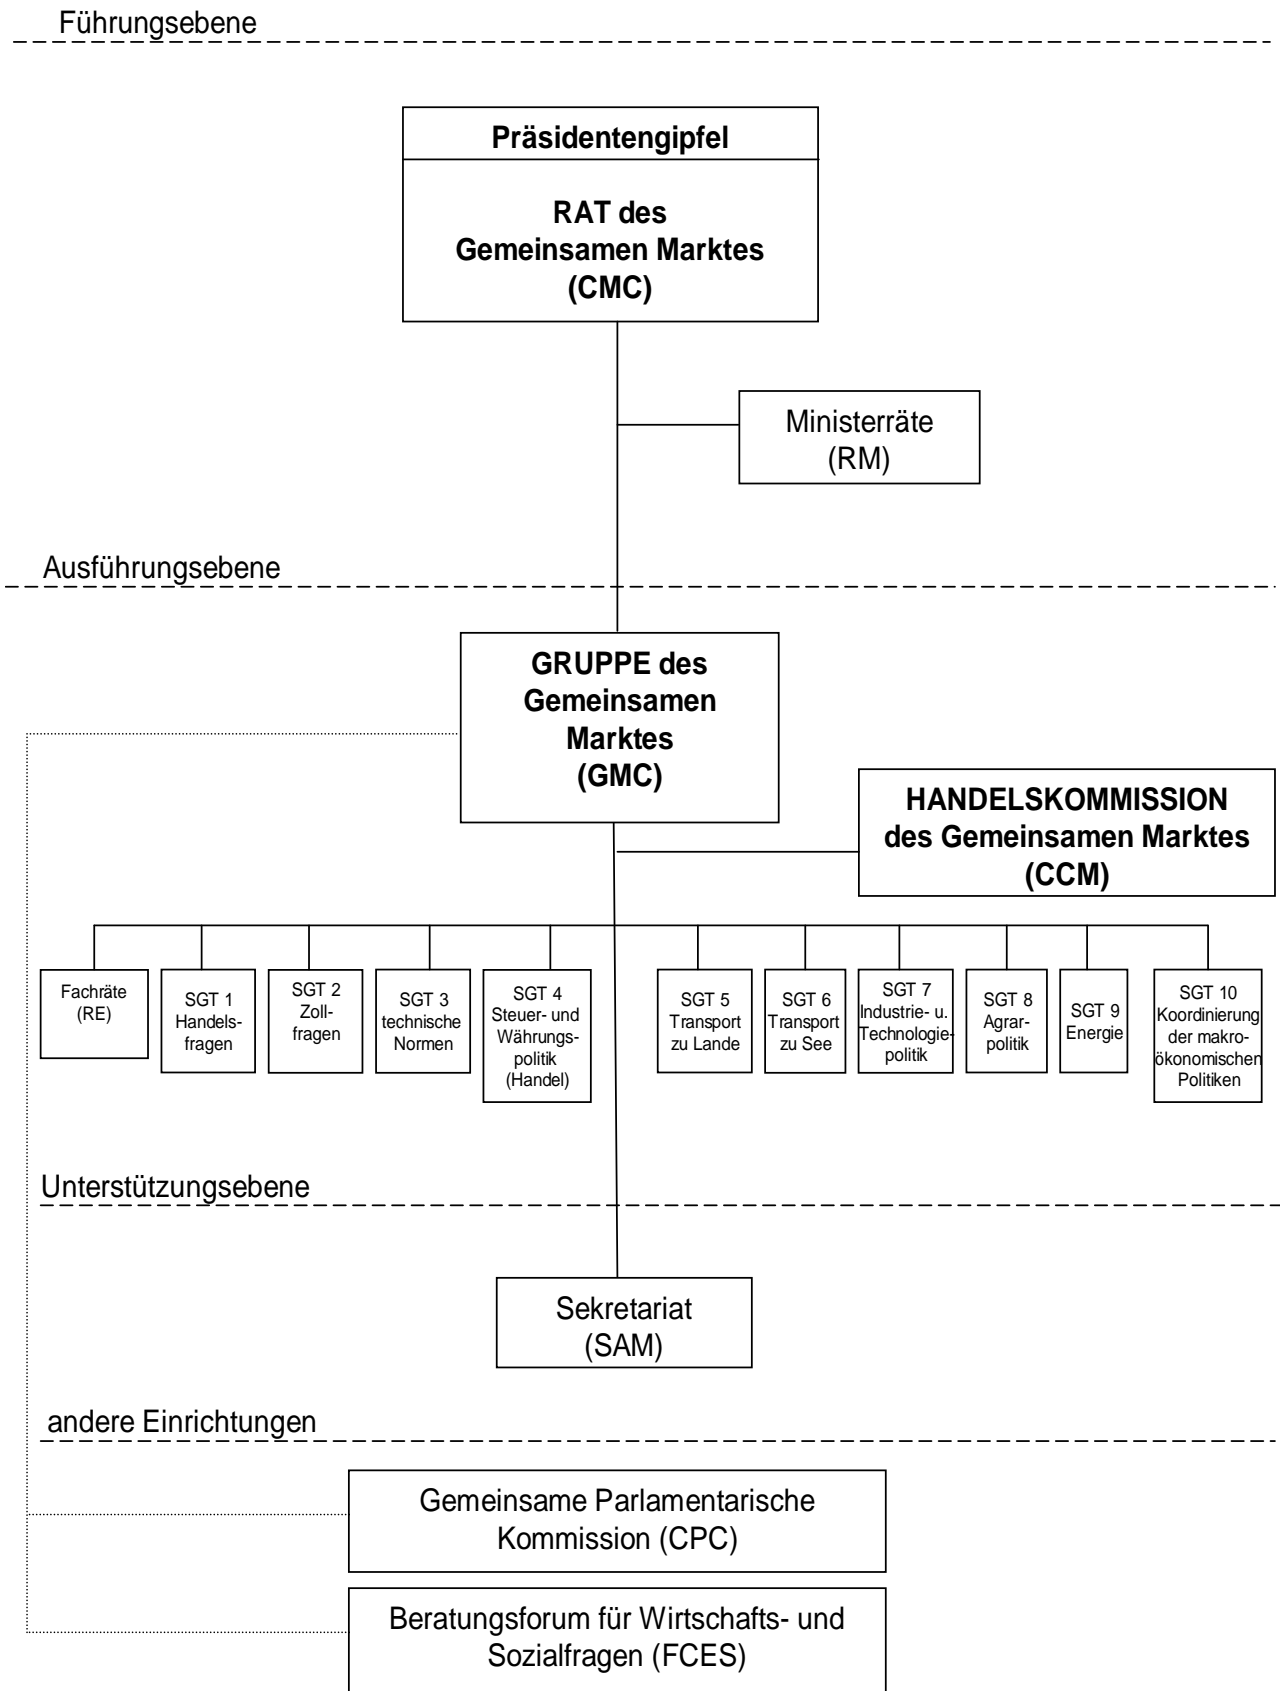 Führungsebene
Präsidentengipfel
RAT des
Gemeinsamen Marktes
(CMC)
Ministerräte
(RM)
Ausführungsebene
GRUPPE des
Gemeinsamen
Marktes
(GMC)
HANDELSKOMMISSION
des Gemeinsamen Marktes
(CCM)
Fachräte
(RE)
SGT 1
Handels-
fragen
SGT 2
Zoll-
fragen
SGT 3
technische
Normen
SGT 4
Steuer- und
Währungs-
politik
(Handel)
SGT 5
Transport
zu Lande
SGT 6
Transport
zu See
SGT 7
Industrie- u.
Technologie-
politik
SGT 8
Agrar-
politik
SGT 9
Energie
SGT 10
Koordinierung
der makro-
ökonomischen
Politiken
Unterstützungsebene
Sekretariat
(SAM)
andere Einrichtungen
Gemeinsame Parlamentarische
Kommission (CPC)
Beratungsforum für Wirtschafts- und
Sozialfragen (FCES)